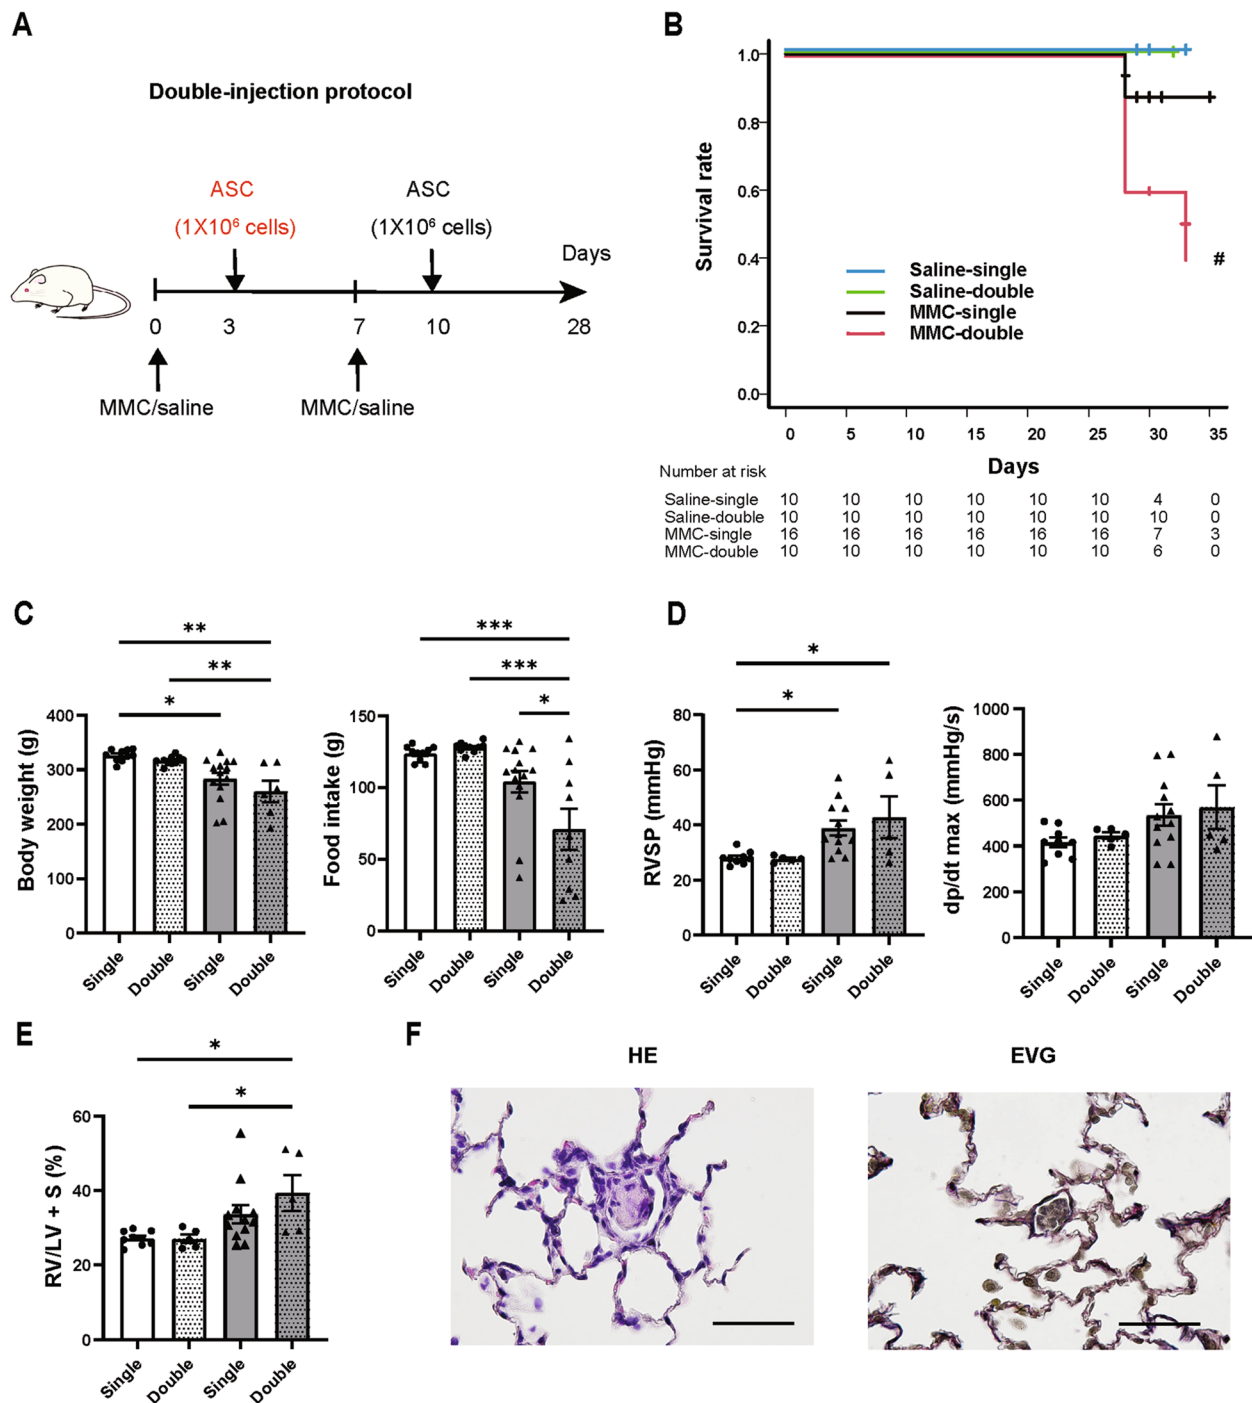 A
Double-injection protocol
ASC
(1X10⁶ cells)
ASC
(1X10⁶ cells)
Days
0
3
7
10
28
MMC/saline
MMC/saline
B
Survival rate
1.0
0.8
0.6
0.4
0.2
0.0
#
Saline-single
Saline-double
MMC-single
MMC-double
0 5 10 15 20 25 30 35
Days
Number at risk
Saline-single 10 10 10 10 10 10 4 0
Saline-double 10 10 10 10 10 10 10 0
MMC-single 16 16 16 16 16 16 7 3
MMC-double 10 10 10 10 10 10 6 0
C
**
**
*
Body weight (g)
400
300
200
100
0
Single Double Single Double
***
***
*
Food intake (g)
150
100
50
0
Single Double Single Double
D
*
*
RVSP (mmHg)
80
60
40
20
0
Single Double Single Double
dp/dt max (mmHg/s)
1000
800
600
400
200
0
Single Double Single Double
E
*
*
RV/LV + S (%)
60
40
20
0
Single Double Single Double
F
HE
EVG